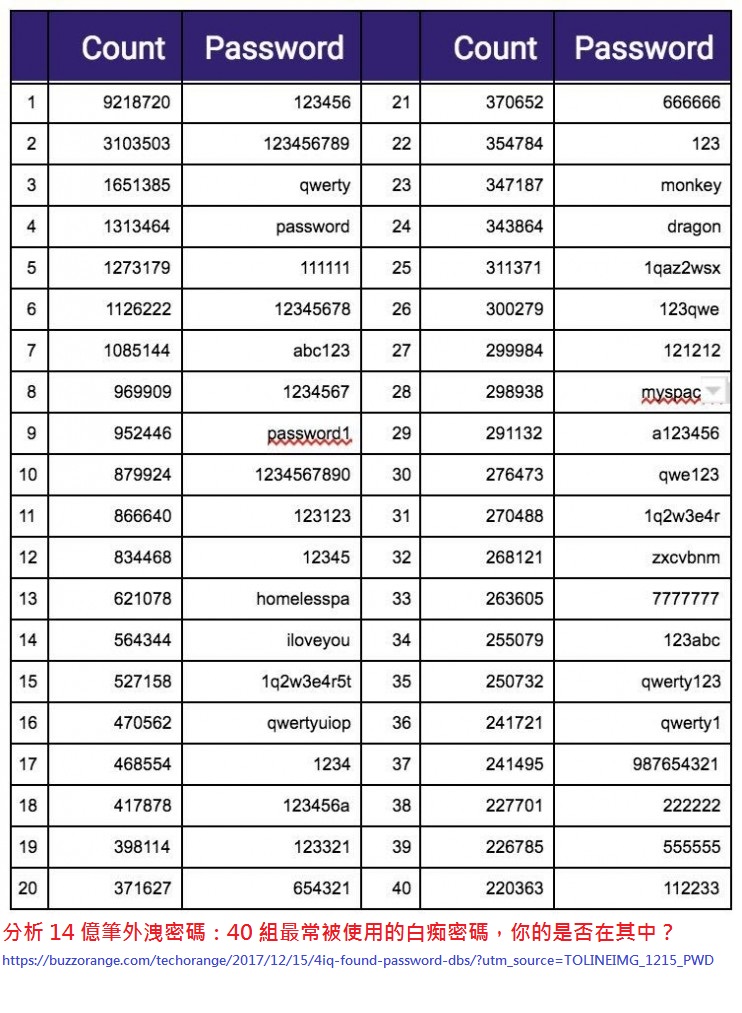 Count Password Count Password
1 9218720 123456 21 370652 666666
2 3103503 123456789 22 354784 123
3 1651385 qwerty 23 347187 monkey
4 1313464 password 24 343864 dragon
5 1273179 111111 25 311371 1qaz2wsx
6 1126222 12345678 26 300279 123qwe
7 1085144 abc123 27 299984 121212
8 969909 1234567 28 298938 myspac
9 952446 password1 29 291132 a123456
10 879924 1234567890 30 276473 qwe123
11 866640 123123 31 270488 1q2w3e4r
12 834468 12345 32 268121 zxcvbnm
13 621078 homelesspa 33 263605 7777777
14 564344 iloveyou 34 255079 123abc
15 527158 1q2w3e4r5t 35 250732 qwerty123
16 470562 qwertyuiop 36 241721 qwerty1
17 468554 1234 37 241495 987654321
18 417878 123456a 38 227701 222222
19 398114 123321 39 226785 555555
20 371627 654321 40 220363 112233
分析 14 億筆外洩密碼：40 組最常被使用的白痴密碼，你的是否在其中？
https://buzzorange.com/techorange/2017/12/15/4iq-found-password-dbs/?utm_source=TOLINEIMG_1215_PWD